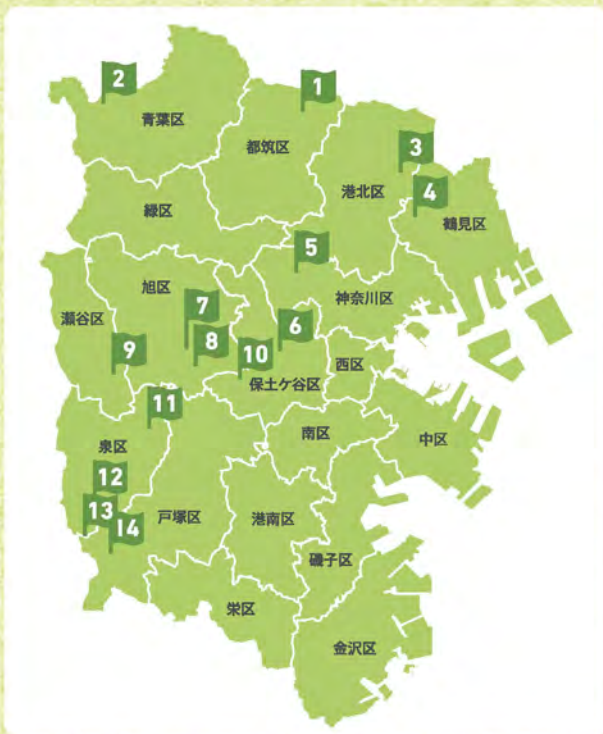 2
1
青葉区
都筑区
3
港北区
4
鶴見区
緑区
5
旭区
神奈川区
瀬谷区
7
6
8
9
10
西区
保土ケ谷区
11
南区
中区
泉区
12
13
14
戸塚区
港南区
磯子区
栄区
金沢区